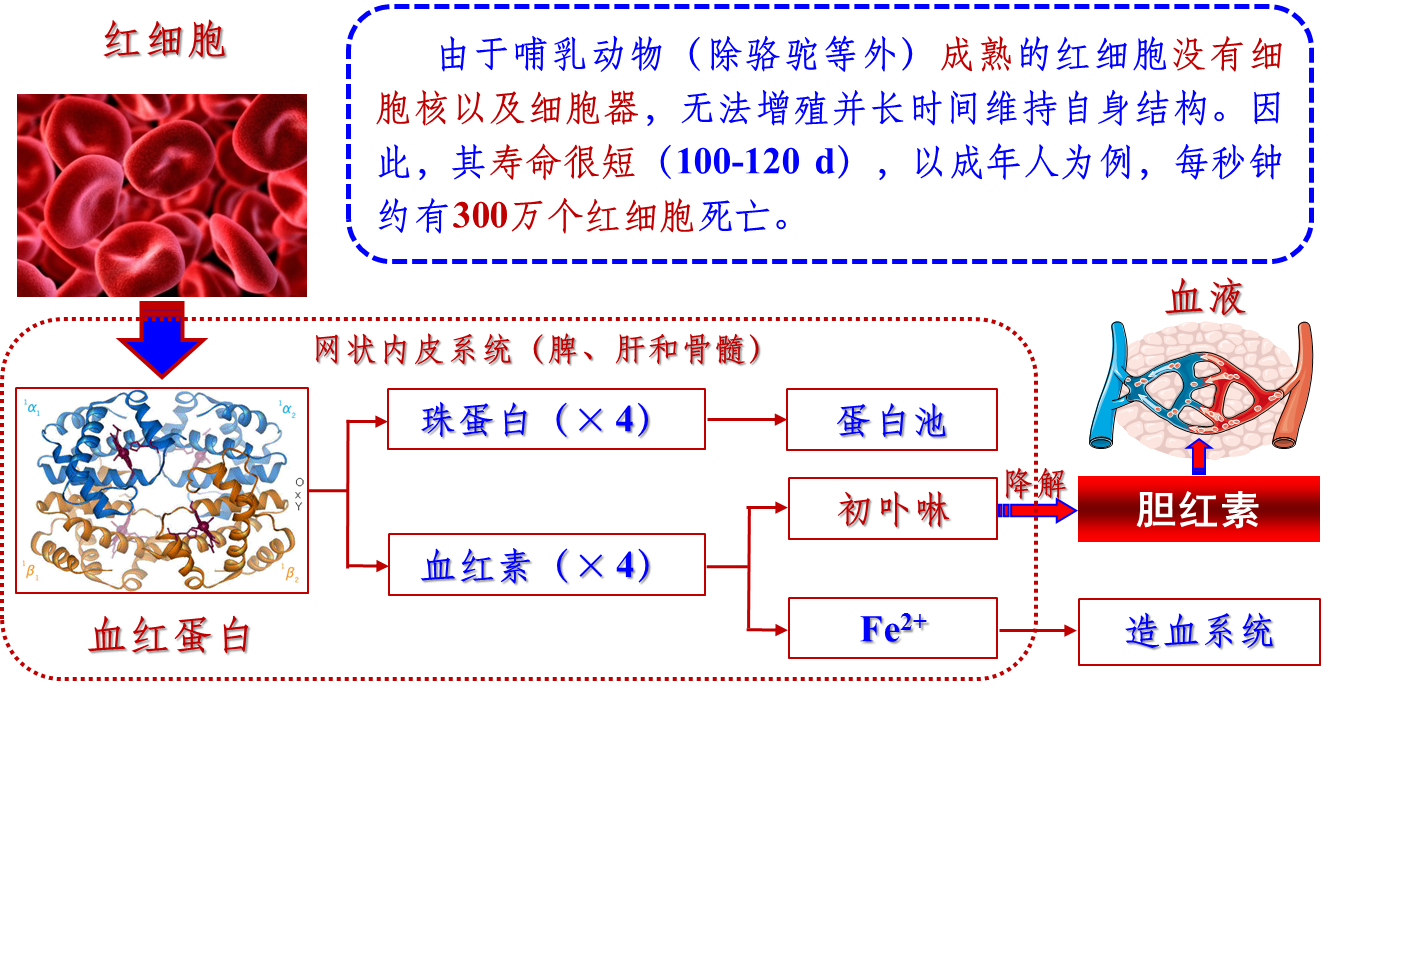 红细胞
由于哺乳动物（除骆驼等外）成熟的红细胞没有细
胞核以及细胞器，无法增殖并长时间维持自身结构。因
此，其寿命很短（100-120 d），以成年人为例，每秒钟
约有300万个红细胞死亡。
血液
网状内皮系统（脾、肝和骨髓）
¹α₁
¹α₂
OxY
¹β₁
¹β₂
珠蛋白（×4）
蛋白池
初卟啉
降解
胆红素
血红素（×4）
血红蛋白
Fe²⁺
造血系统